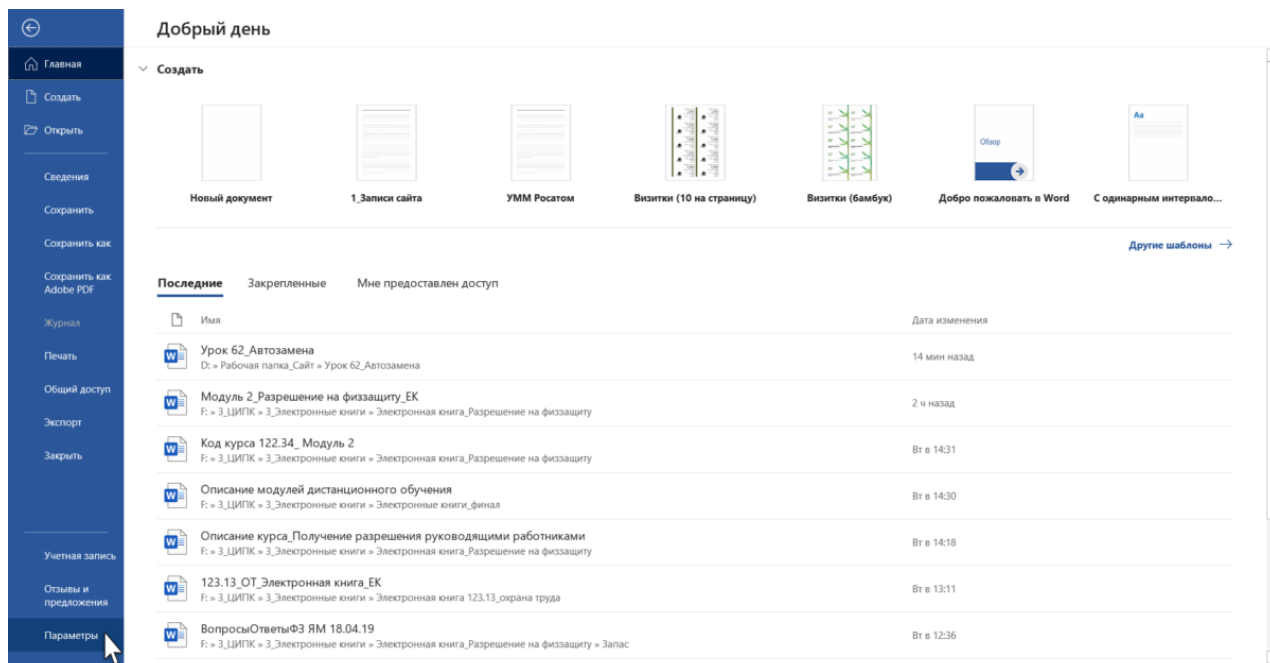 Добрый день
Главная
Создать
Открыть
Сведения
Сохранить
Сохранить как
Сохранить как
Adobe PDF
Журнал
Печать
Общий доступ
Экспорт
Закрыть
Учетная запись
Отзывы и
предложения
Параметры
Создать
Aa
Обзор
Новый документ
1_Записи сайта
УММ Росатом
Визитки (10 на страницу)
Визитки (бамбук)
Добро пожаловать в Word
С одинарным интервало...
Другие шаблоны
Последние Закрепленные Мне предоставлен доступ
Имя Дата изменения
Урок 62_Автозамена
D: » Рабочая папка_Сайт » Урок 62_Автозамена
14 мин назад
Модуль 2_Разрешение на физзащиту_ЕК
F: » 3_ЦИПК » 3_Электронные книги » Электронная книга_Разрешение на физзащиту
2 ч назад
Код курса 122.34_ Модуль 2
F: » 3_ЦИПК » 3_Электронные книги » Электронная книга_Разрешение на физзащиту
Вт в 14:31
Описание модулей дистанционного обучения
F: » 3_ЦИПК » 3_Электронные книги » Электронные книги_финал
Вт в 14:30
Описание курса_Получение разрешения руководящими работниками
F: » 3_ЦИПК » 3_Электронные книги » Электронная книга_Разрешение на физзащиту
Вт в 14:18
123.13_ОТ_Электронная книга_ЕК
F: » 3_ЦИПК » 3_Электронные книги » Электронная книга 123.13_охрана труда
Вт в 13:11
ВопросыОтветыФЗ ЯМ 18.04.19
F: » 3_ЦИПК » 3_Электронные книги » Электронная книга_Разрешение на физзащиту » Запас
Вт в 12:36